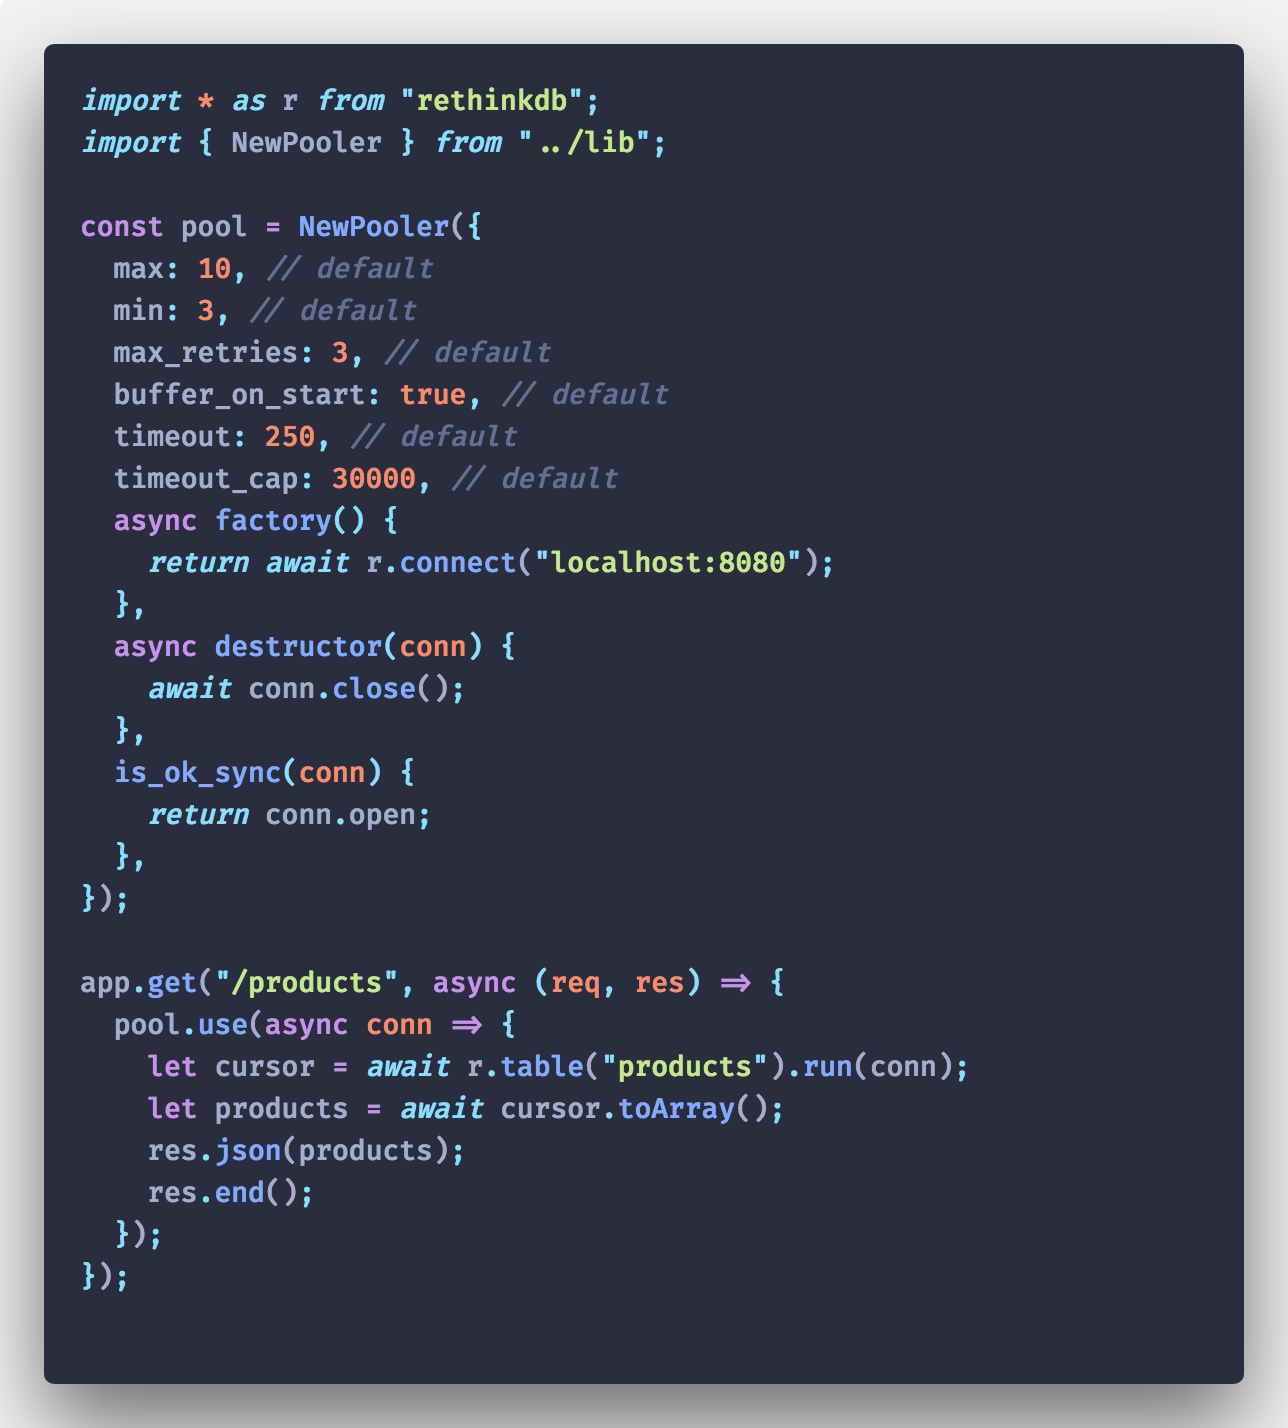 import * as r from "rethinkdb";
import { NewPooler } from "../lib";

const pool = NewPooler({
  max: 10, // default
  min: 3, // default
  max_retries: 3, // default
  buffer_on_start: true, // default
  timeout: 250, // default
  timeout_cap: 30000, // default
  async factory() {
    return await r.connect("localhost:8080");
  },
  async destructor(conn) {
    await conn.close();
  },
  is_ok_sync(conn) {
    return conn.open;
  },
});

app.get("/products", async (req, res) => {
  pool.use(async conn => {
    let cursor = await r.table("products").run(conn);
    let products = await cursor.toArray();
    res.json(products);
    res.end();
  });
});